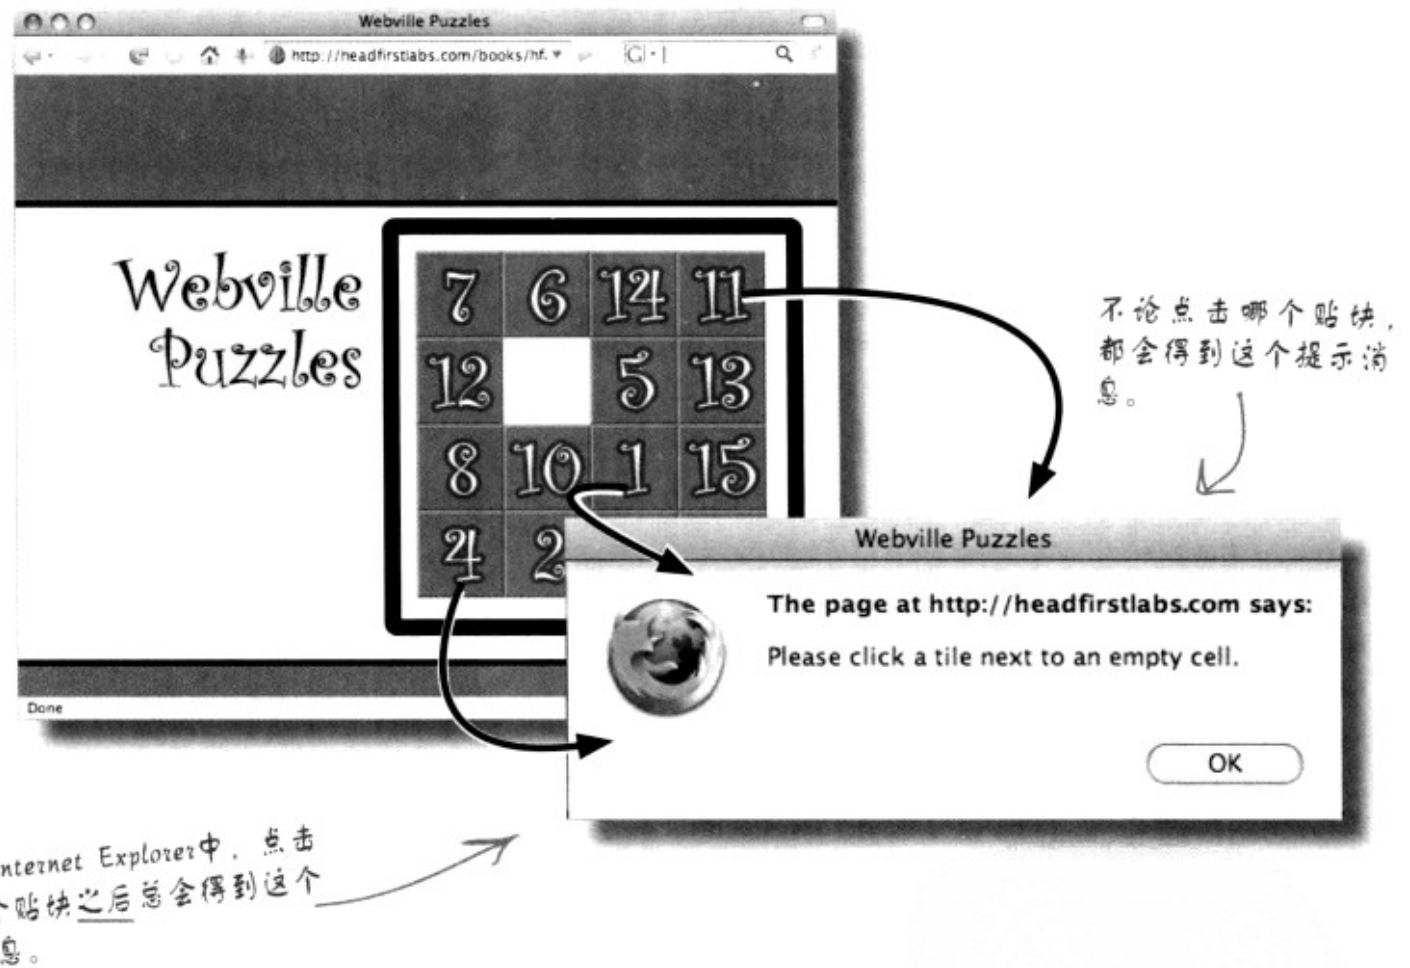 Webville Puzzles
http://headfirstlabs.com/books/hf.
G
Webville
Puzzles
7 6 14 11
12 5 13
8 10 1 15
4 2
Done
不论点击哪个贴块，
都会得到这个提示消
息。
Webville Puzzles
The page at http://headfirstlabs.com says:
Please click a tile next to an empty cell.
OK
nternet Explorer中，点击
个贴块之后总会得到这个
息。